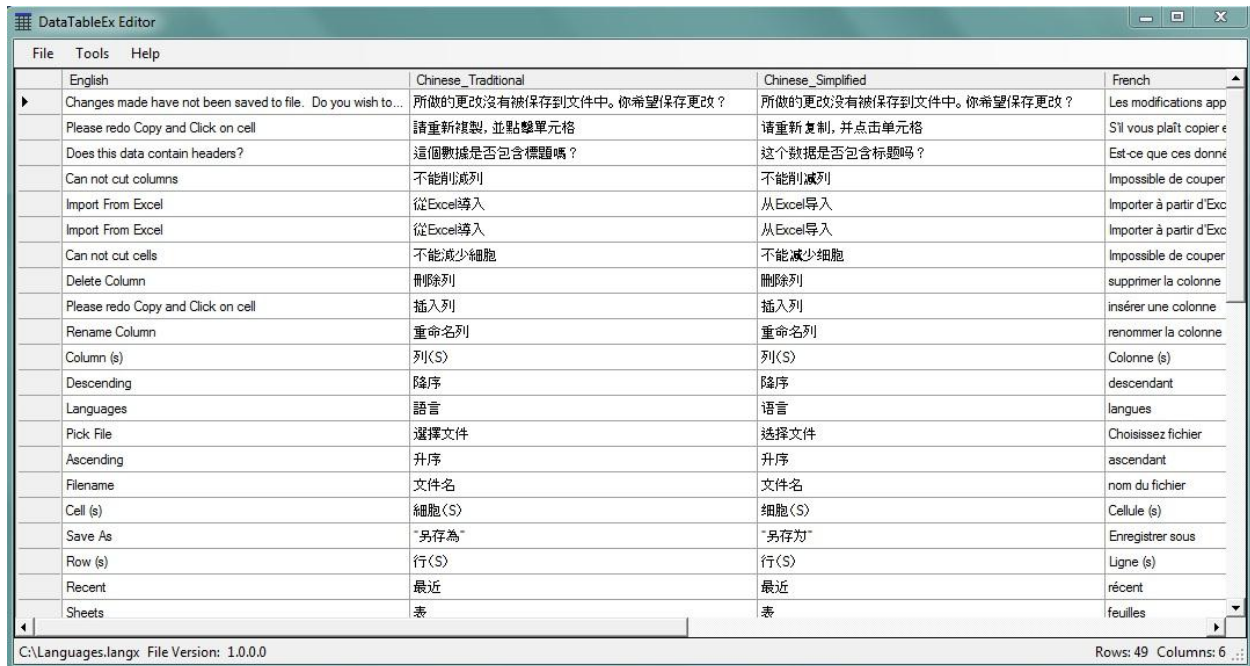 DataTableEx Editor
File Tools Help
English Chinese_Traditional Chinese_Simplified French
Changes made have not been saved to file. Do you wish to... 所做的更改沒有被保存到文件中。你希望保存更改？ 所做的更改没有被保存到文件中。你希望保存更改？ Les modifications app
Please redo Copy and Click on cell 請重新複製，並點擊單元格 请重新复制，并点击单元格 S'il vous plaît copier e
Does this data contain headers? 這個數據是否包含標題嗎？ 这个数据是否包含标题吗？ Est-ce que ces donné
Can not cut columns 不能削減列 不能削减列 Impossible de couper
Import From Excel 從Excel導入 从Excel导入 Importer à partir d'Exc
Import From Excel 從Excel導入 从Excel导入 Importer à partir d'Exc
Can not cut cells 不能減少細胞 不能减少细胞 Impossible de couper
Delete Column 刪除列 删除列 supprimer la colonne
Please redo Copy and Click on cell 插入列 插入列 insérer une colonne
Rename Column 重命名列 重命名列 renommer la colonne
Column (s) 列(S) 列(S) Colonne (s)
Descending 降序 降序 descendant
Languages 語言 语言 langues
Pick File 選擇文件 选择文件 Choisissez fichier
Ascending 升序 升序 ascendant
Filename 文件名 文件名 nom du fichier
Cell (s) 細胞(S) 细胞(S) Cellule (s)
Save As "另存為" "另存为" Enregistrer sous
Row (s) 行(S) 行(S) Ligne (s)
Recent 最近 最近 récent
Sheets 表 表 feuilles
C:\Languages.langx File Version: 1.0.0.0 Rows: 49 Columns: 6